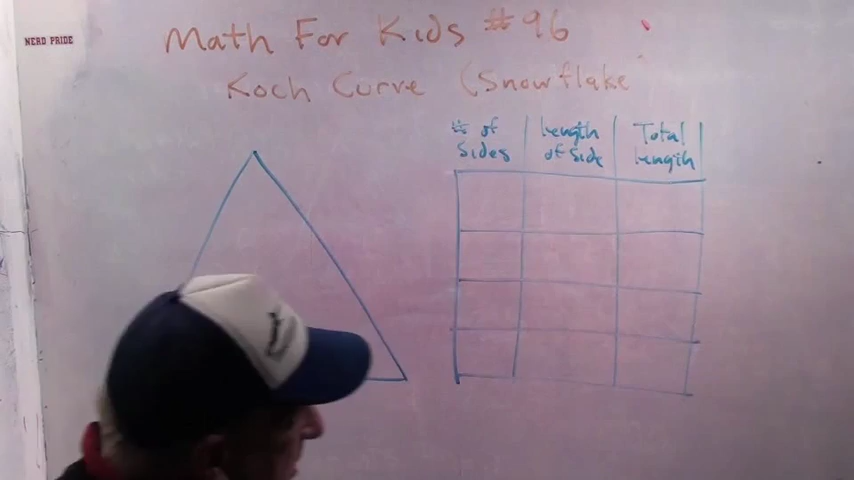 NERD PRIDE
Math For Kids #96
Koch Curve (Snowflake
# of
Sides
Length
of Side
Total
Length